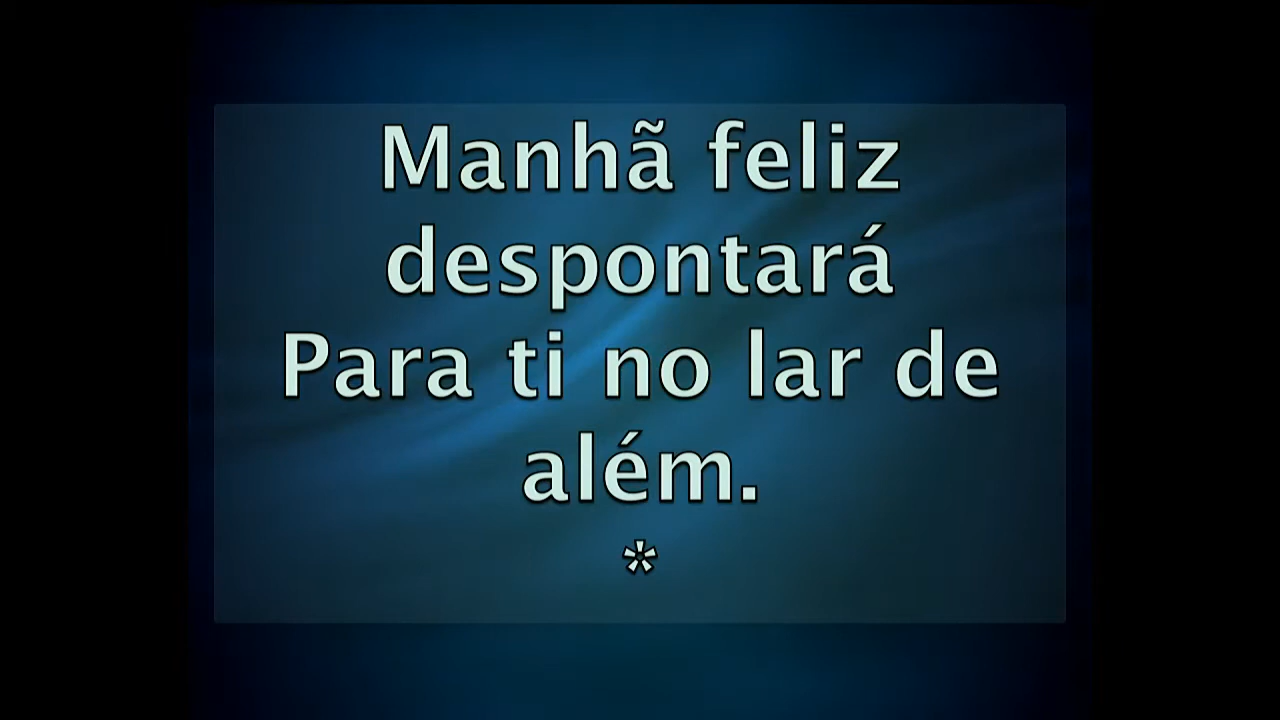 Manhã feliz
despontará
Para ti no lar de
além.
*